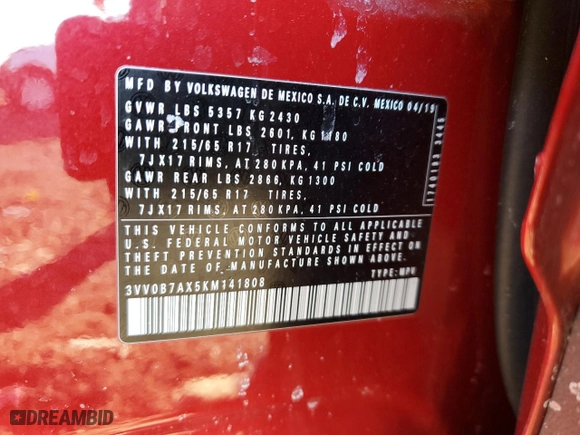 MFD BY VOLKSWAGEN DE MEXICO S.A. DE C.V. MEXICO 04/19
GVWR LBS 5357 KG 2430
GAWR FRONT LBS 2601, KG 1180
WITH 215/65 R17 TIRES,
7JX17 RIMS, AT 280 KPA, 41 PSI COLD
GAWR REAR LBS 2866, KG 1300
WITH 215/65 R17 TIRES,
7JX17 RIMS, AT 280 KPA, 41 PSI COLD
THIS VEHICLE CONFORMS TO ALL APPLICABLE
U.S. FEDERAL MOTOR VEHICLE SAFETY AND
THEFT PREVENTION STANDARDS IN EFFECT ON
THE DATE OF MANUFACTURE SHOWN ABOVE.
3VV0B7AX5KM141808 TYPE: MPV
DREAMBID